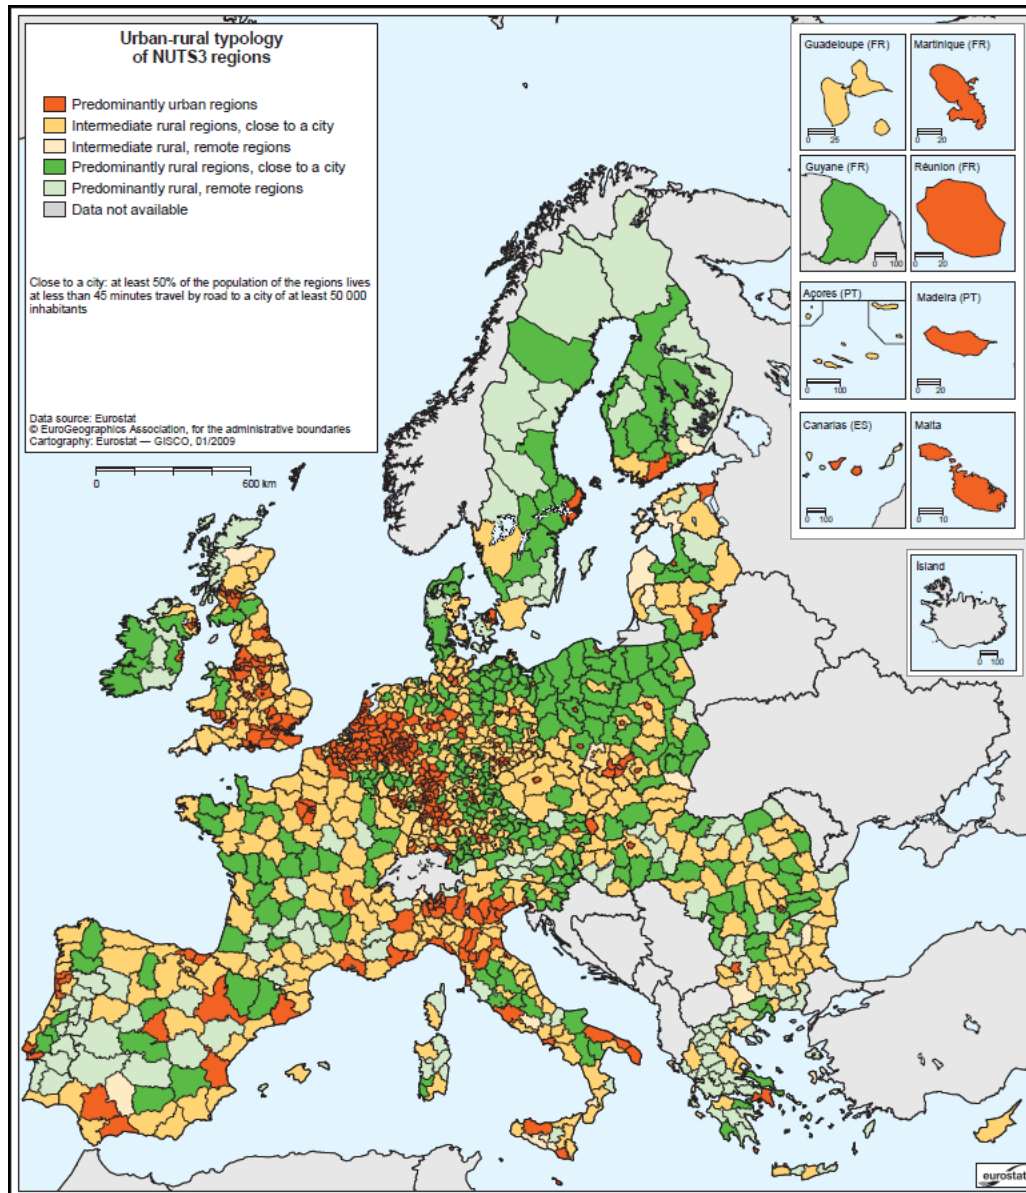 Urban-rural typology
of NUTS3 regions
Predominantly urban regions
Intermediate rural regions, close to a city
Intermediate rural, remote regions
Predominantly rural regions, close to a city
Predominantly rural, remote regions
Data not available
Close to a city: at least 50% of the population of the regions lives
at less than 45 minutes travel by road to a city of at least 50 000
inhabitants
Data source: Eurostat
© EuroGeographics Association, for the administrative boundaries
Cartography: Eurostat — GISCO, 01/2009
0 600 km
Guadeloupe (FR)
0 25
Martinique (FR)
0 20
Guyane (FR)
0 100
Réunion (FR)
0 20
Açores (PT)
0 100
Madeira (PT)
0 20
Canarias (ES)
0 100
Malta
0 10
Ísland
0 100
eurostat